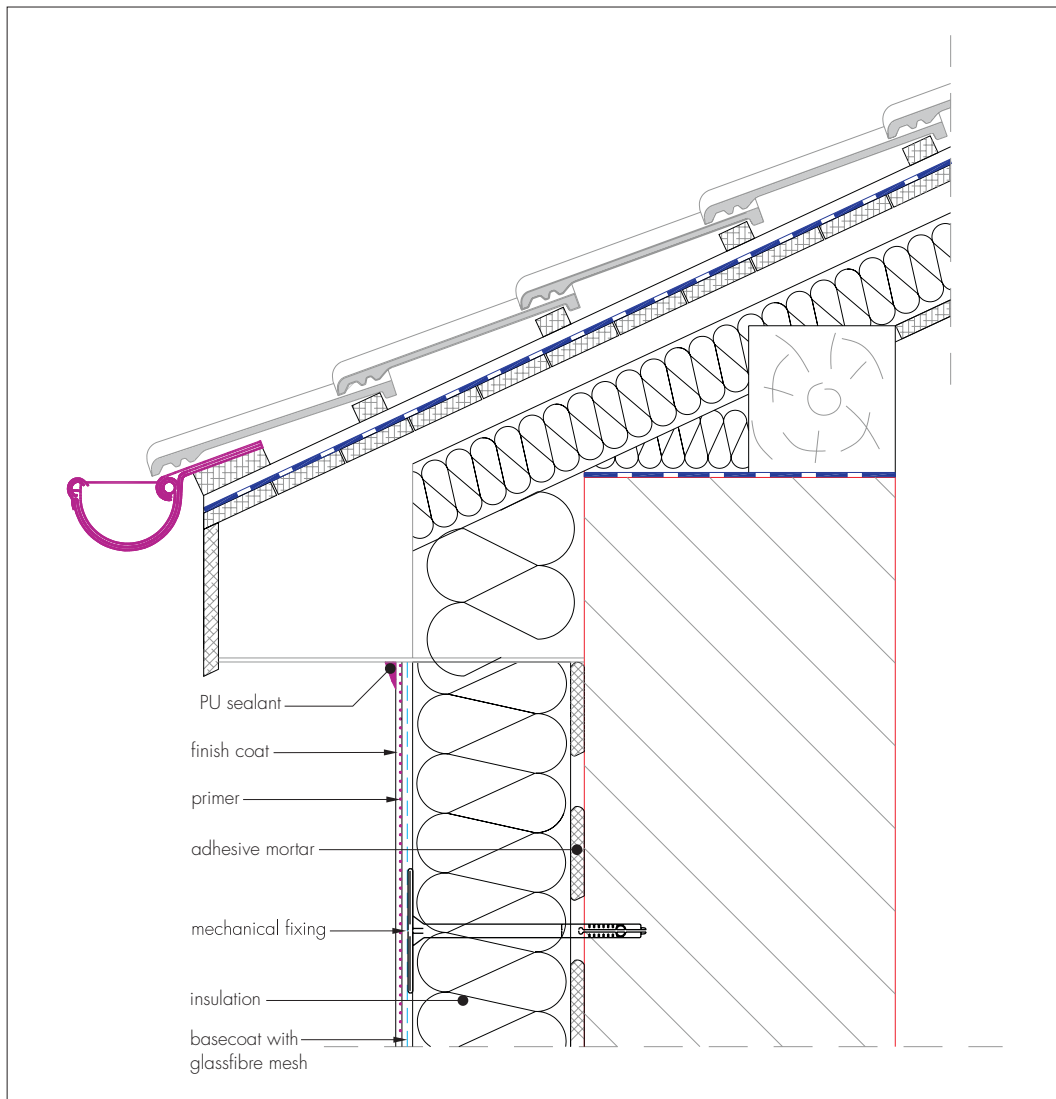 PU sealant
finish coat
primer
adhesive mortar
mechanical fixing
insulation
basecoat with
glassfibre mesh